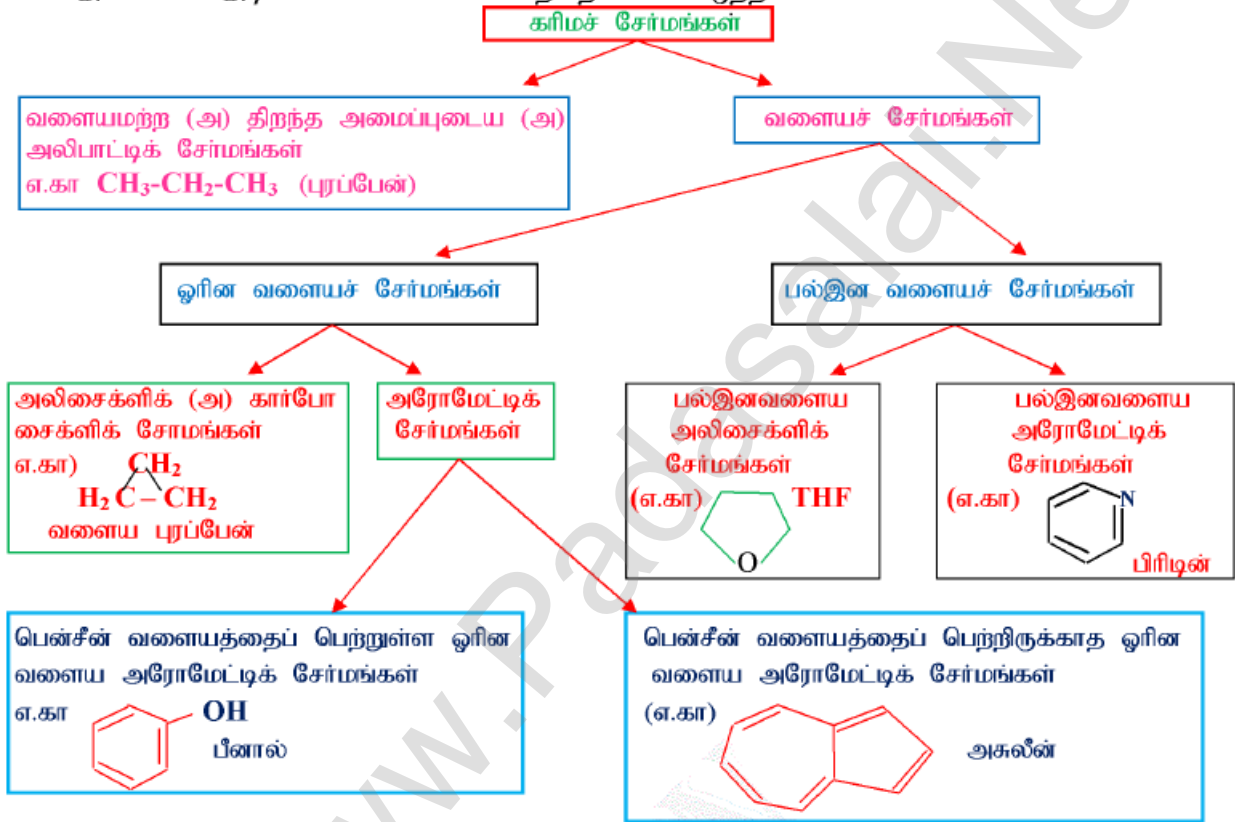 கரிமச் சேர்மங்கள்
வளையமற்ற (அ) திறந்த அமைப்புடைய (அ)
அலிபாட்டிக் சேர்மங்கள்
எ.கா CH₃-CH₂-CH₃ (புரப்பேன்)
வளையச் சேர்மங்கள்
ஓரின வளையச் சேர்மங்கள்
பல்இன வளையச் சேர்மங்கள்
அலிசைக்ளிக் (அ) கார்போ
சைக்ளிக் சோமங்கள்
எ.கா) CH₂
H₂ C – CH₂
வளைய புரப்பேன்
அரோமேட்டிக்
சேர்மங்கள்
பல்இனவளைய
அலிசைக்ளிக்
சேர்மங்கள்
(எ.கா) THF
O
பல்இனவளைய
அரோமேட்டிக்
சேர்மங்கள்
(எ.கா) N
பிரிடின்
பென்சீன் வளையத்தைப் பெற்றுள்ள ஓரின
வளைய அரோமேட்டிக் சேர்மங்கள்
எ.கா OH
பீனால்
பென்சீன் வளையத்தைப் பெற்றிருக்காத ஓரின
வளைய அரோமேட்டிக் சேர்மங்கள்
(எ.கா) அசுலீன்
www.Padasalai.Ne